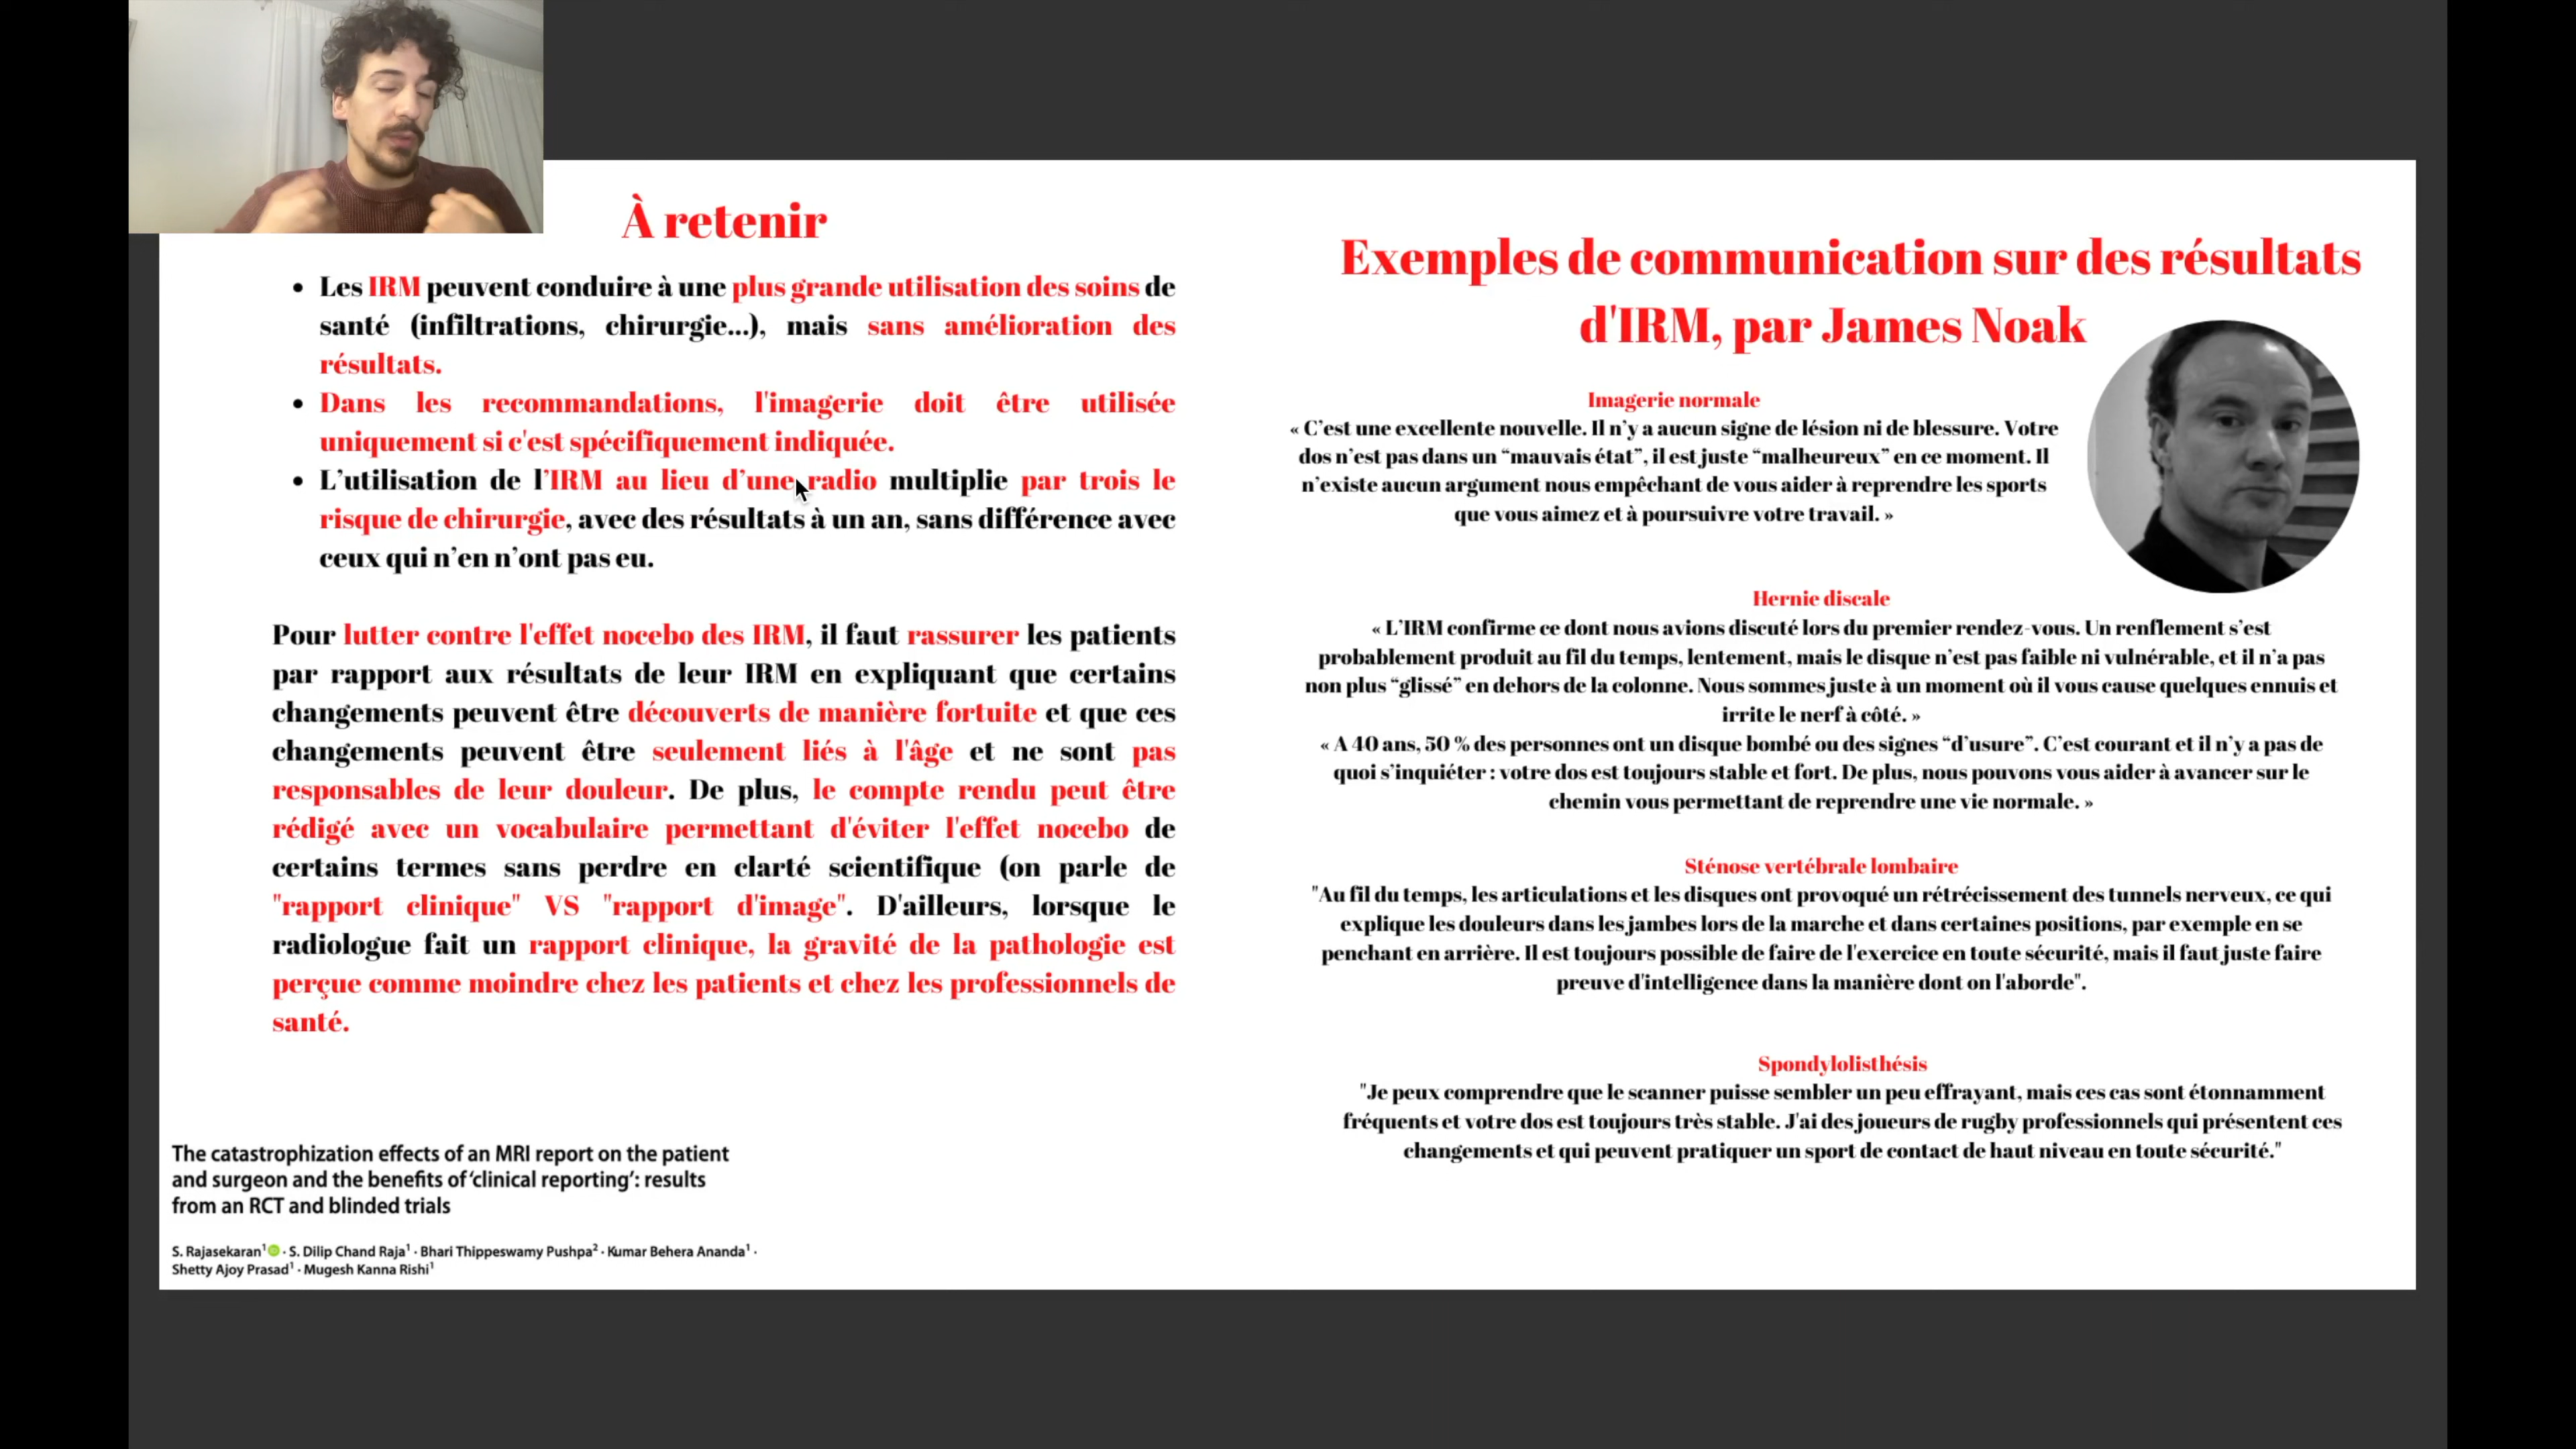 À retenir
• Les IRM peuvent conduire à une plus grande utilisation des soins de
santé (infiltrations, chirurgie...), mais sans amélioration des
résultats.
• Dans les recommandations, l'imagerie doit être utilisée
uniquement si c'est spécifiquement indiquée.
• L’utilisation de l’IRM au lieu d’une radio multiplie par trois le
risque de chirurgie, avec des résultats à un an, sans différence avec
ceux qui n’en n’ont pas eu.
Pour lutter contre l'effet nocebo des IRM, il faut rassurer les patients
par rapport aux résultats de leur IRM en expliquant que certains
changements peuvent être découverts de manière fortuite et que ces
changements peuvent être seulement liés à l'âge et ne sont pas
responsables de leur douleur. De plus, le compte rendu peut être
rédigé avec un vocabulaire permettant d'éviter l'effet nocebo de
certains termes sans perdre en clarté scientifique (on parle de
"rapport clinique" VS "rapport d'image". D'ailleurs, lorsque le
radiologue fait un rapport clinique, la gravité de la pathologie est
perçue comme moindre chez les patients et chez les professionnels de
santé.
The catastrophization effects of an MRI report on the patient
and surgeon and the benefits of ‘clinical reporting’: results
from an RCT and blinded trials
S. Rajasekaran¹ · S. Dilip Chand Raja¹ · Bhari Thippeswamy Pushpa² · Kumar Behera Ananda¹ ·
Shetty Ajoy Prasad¹ · Mugesh Kanna Rishi¹
Exemples de communication sur des résultats
d'IRM, par James Noak
Imagerie normale
« C’est une excellente nouvelle. Il n’y a aucun signe de lésion ni de blessure. Votre
dos n’est pas dans un “mauvais état”, il est juste “malheureux” en ce moment. Il
n’existe aucun argument nous empêchant de vous aider à reprendre les sports
que vous aimez et à poursuivre votre travail. »
Hernie discale
« L’IRM confirme ce dont nous avions discuté lors du premier rendez-vous. Un renflement s’est
probablement produit au fil du temps, lentement, mais le disque n’est pas faible ni vulnérable, et il n’a pas
non plus “glissé” en dehors de la colonne. Nous sommes juste à un moment où il vous cause quelques ennuis et
irrite le nerf à côté. »
« A 40 ans, 50 % des personnes ont un disque bombé ou des signes “d’usure”. C’est courant et il n’y a pas de
quoi s’inquiéter : votre dos est toujours stable et fort. De plus, nous pouvons vous aider à avancer sur le
chemin vous permettant de reprendre une vie normale. »
Sténose vertébrale lombaire
"Au fil du temps, les articulations et les disques ont provoqué un rétrécissement des tunnels nerveux, ce qui
explique les douleurs dans les jambes lors de la marche et dans certaines positions, par exemple en se
penchant en arrière. Il est toujours possible de faire de l'exercice en toute sécurité, mais il faut juste faire
preuve d'intelligence dans la manière dont on l'aborde".
Spondylolisthésis
"Je peux comprendre que le scanner puisse sembler un peu effrayant, mais ces cas sont étonnamment
fréquents et votre dos est toujours très stable. J'ai des joueurs de rugby professionnels qui présentent ces
changements et qui peuvent pratiquer un sport de contact de haut niveau en toute sécurité."